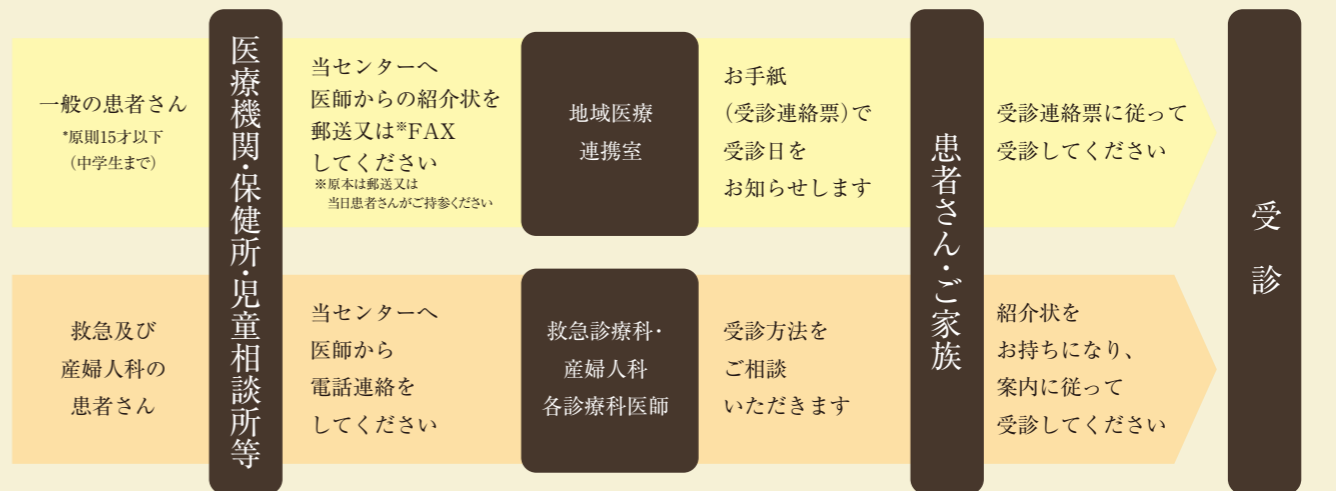 一般の患者さん
*原則15才以下
(中学生まで)
医療機関・保健所・児童相談所等
当センターへ
医師からの紹介状を
郵送又は※FAX
してください
※原本は郵送又は
当日患者さんがご持参ください
地域医療
連携室
お手紙
(受診連絡票)で
受診日を
お知らせします
患者さん・ご家族
受診連絡票に従って
受診してください
受診
救急及び
産婦人科の
患者さん
当センターへ
医師から
電話連絡を
してください
救急診療科・
産婦人科
各診療科医師
受診方法を
ご相談
いただきます
紹介状を
お持ちになり、
案内に従って
受診してください